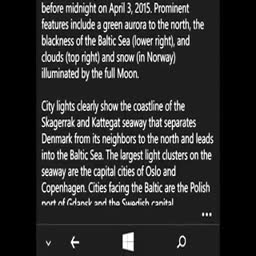 before midnight on April 3, 2015. Prominent
features include a green aurora to the north, the
blackness of the Baltic Sea (lower right), and
clouds (top right) and snow (in Norway)
illuminated by the full Moon.
City lights clearly show the coastline of the
Skagerrak and Kattegat seaway that separates
Denmark from its neighbors to the north and leads
into the Baltic Sea. The largest light clusters on the
seaway are the capital cities of Oslo and
Copenhagen. Cities facing the Baltic are the Polish
port of Gdansk and the Swedish capital